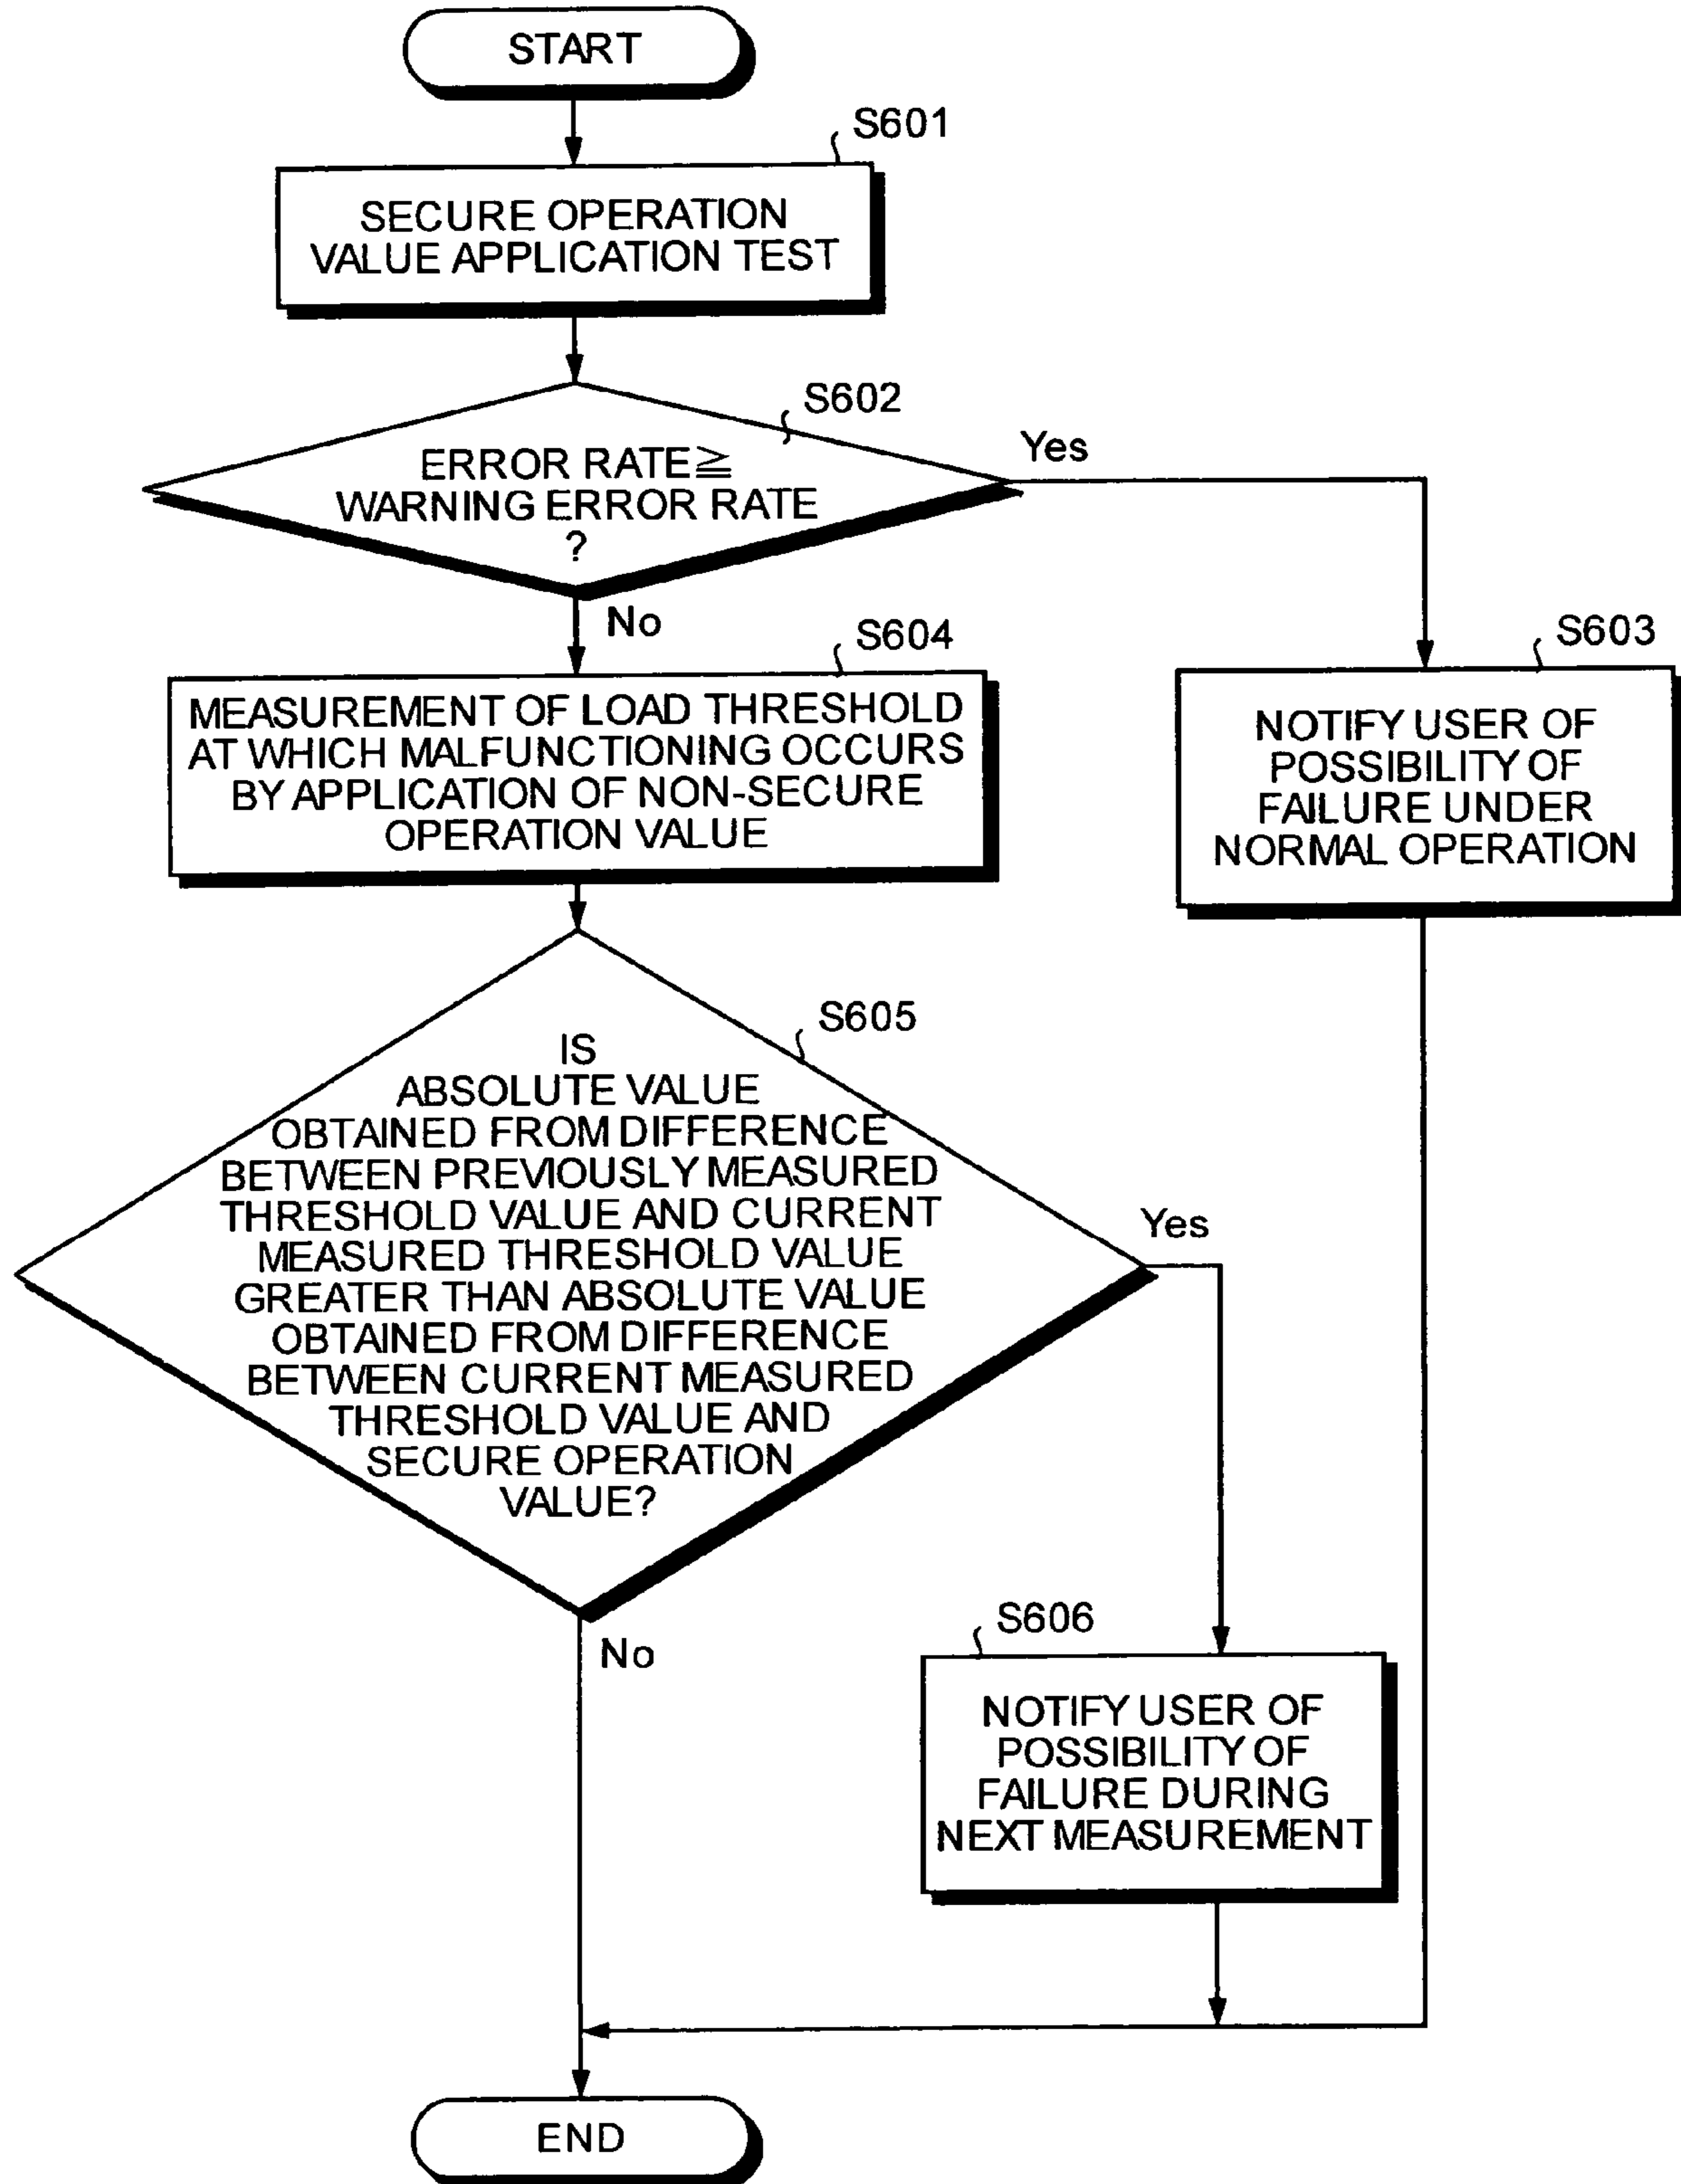 START
S601
SECURE OPERATION
VALUE APPLICATION TEST
S602
ERROR RATE≧
WARNING ERROR RATE
?
Yes
No
S604
MEASUREMENT OF LOAD THRESHOLD
AT WHICH MALFUNCTIONING OCCURS
BY APPLICATION OF NON-SECURE
OPERATION VALUE
S603
NOTIFY USER OF
POSSIBILITY OF
FAILURE UNDER
NORMAL OPERATION
S605
IS
ABSOLUTE VALUE
OBTAINED FROM DIFFERENCE
BETWEEN PREVIOUSLY MEASURED
THRESHOLD VALUE AND CURRENT
MEASURED THRESHOLD VALUE
GREATER THAN ABSOLUTE VALUE
OBTAINED FROM DIFFERENCE
BETWEEN CURRENT MEASURED
THRESHOLD VALUE AND
SECURE OPERATION
VALUE?
Yes
No
S606
NOTIFY USER OF
POSSIBILITY OF
FAILURE DURING
NEXT MEASUREMENT
END